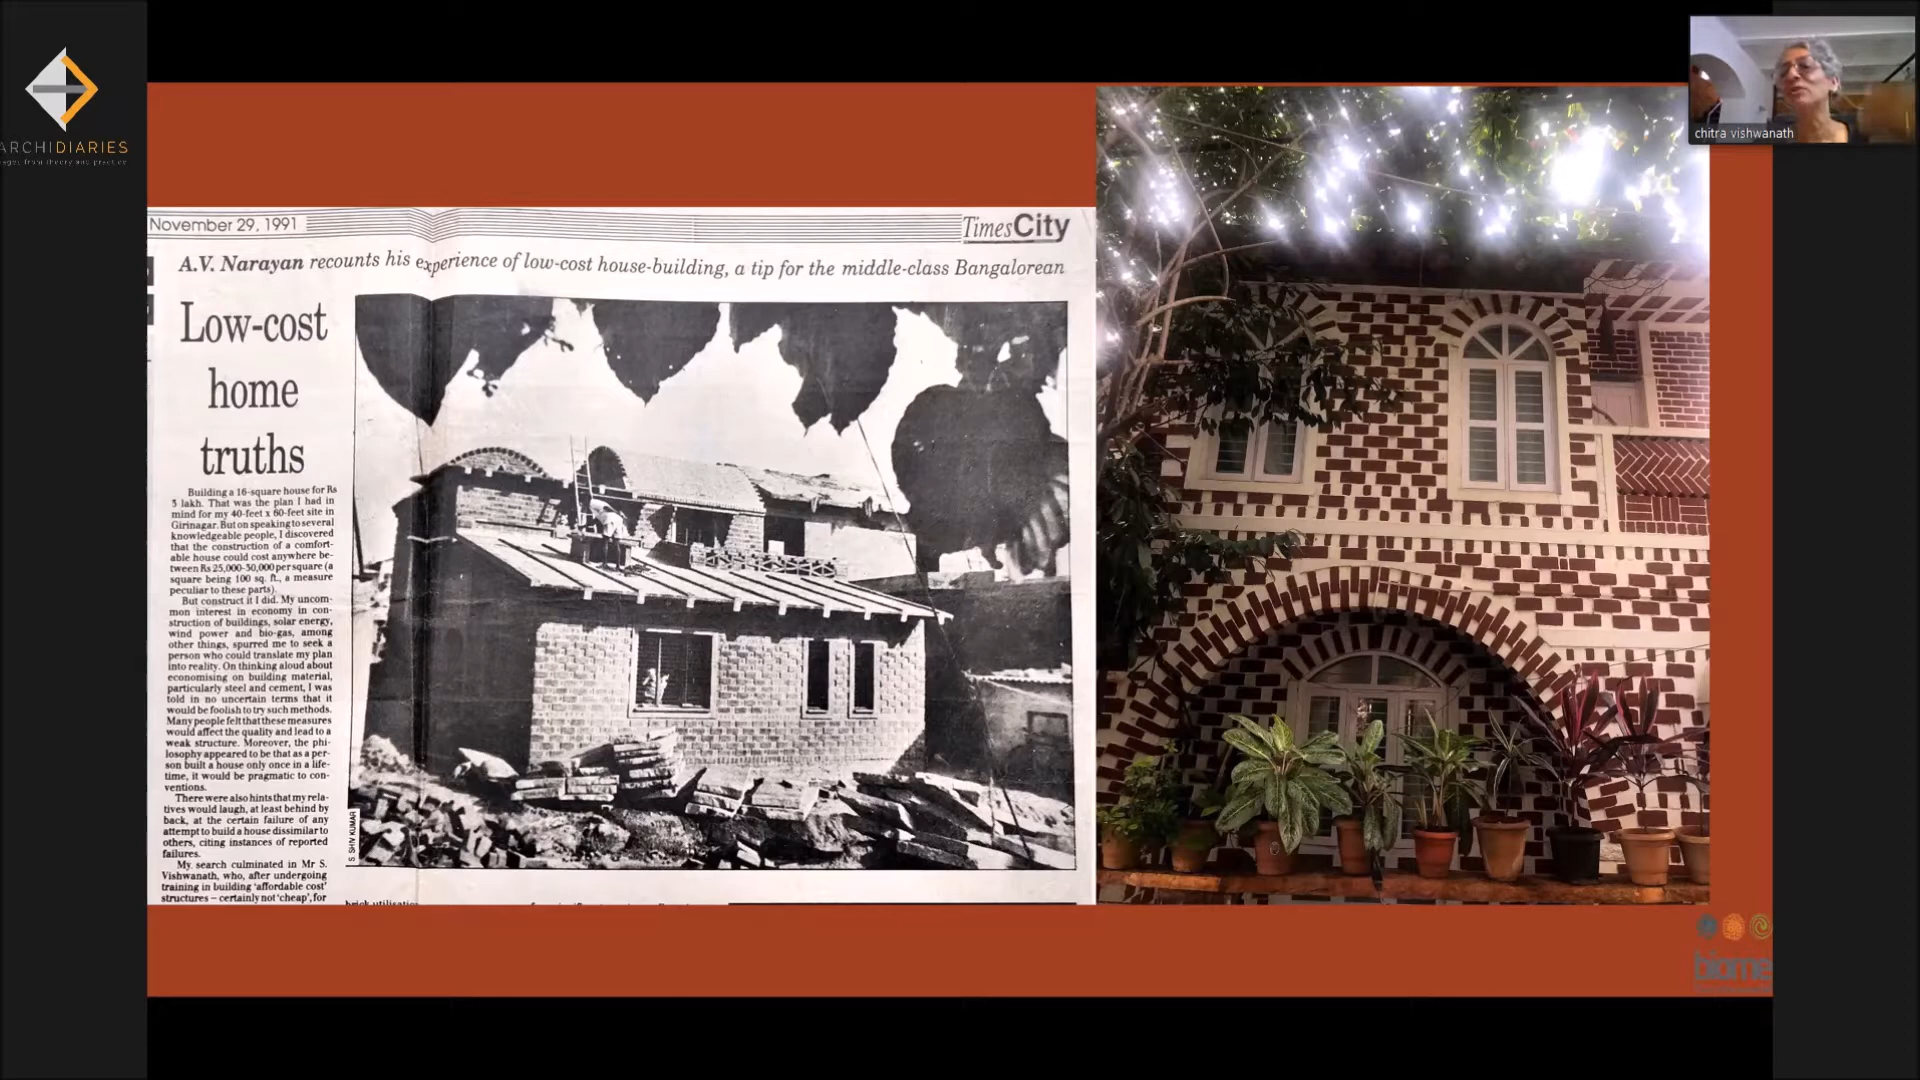 ARCHIDIARIES
chitra vishwanath
November 29, 1991
TimesCity
A.V. Narayan recounts his experience of low-cost house-building, a tip for the middle-class Bangalorean
Low-cost
home
truths
Building a 16-square house for Rs
3 lakh. That was the plan I had in
mind for my 40-feet x 60-feet site in
Girinagar. But on speaking to several
knowledgeable people, I discovered
that the construction of a comfort-
able house could cost anywhere be-
tween Rs 25,000-30,000 per square (a
square being 100 sq. ft., a measure
peculiar to these parts).
But construct it I did. My uncom-
mon interest in economy in con-
struction of buildings, solar energy,
wind power and bio-gas, among
other things, spurred me to seek a
person who could translate my plan
into reality. On thinking aloud about
economising on building material,
particularly steel and cement, I was
told in no uncertain terms that it
would be foolish to try such methods.
Many people felt that these measures
would affect the quality and lead to a
weak structure. Moreover, the phi-
losophy appeared to be that as a per-
son built a house only once in a life-
time, it would be pragmatic to con-
ventions.
There were also hints that my rela-
tives would laugh, at least behind my
back, at the certain failure of any
attempt to build a house dissimilar to
others, citing instances of reported
failures.
My search culminated in Mr S.
Vishwanath, who, after undergoing
training in building 'affordable cost'
structures – certainly not 'cheap', for
S. SHIV KUMAR
biome